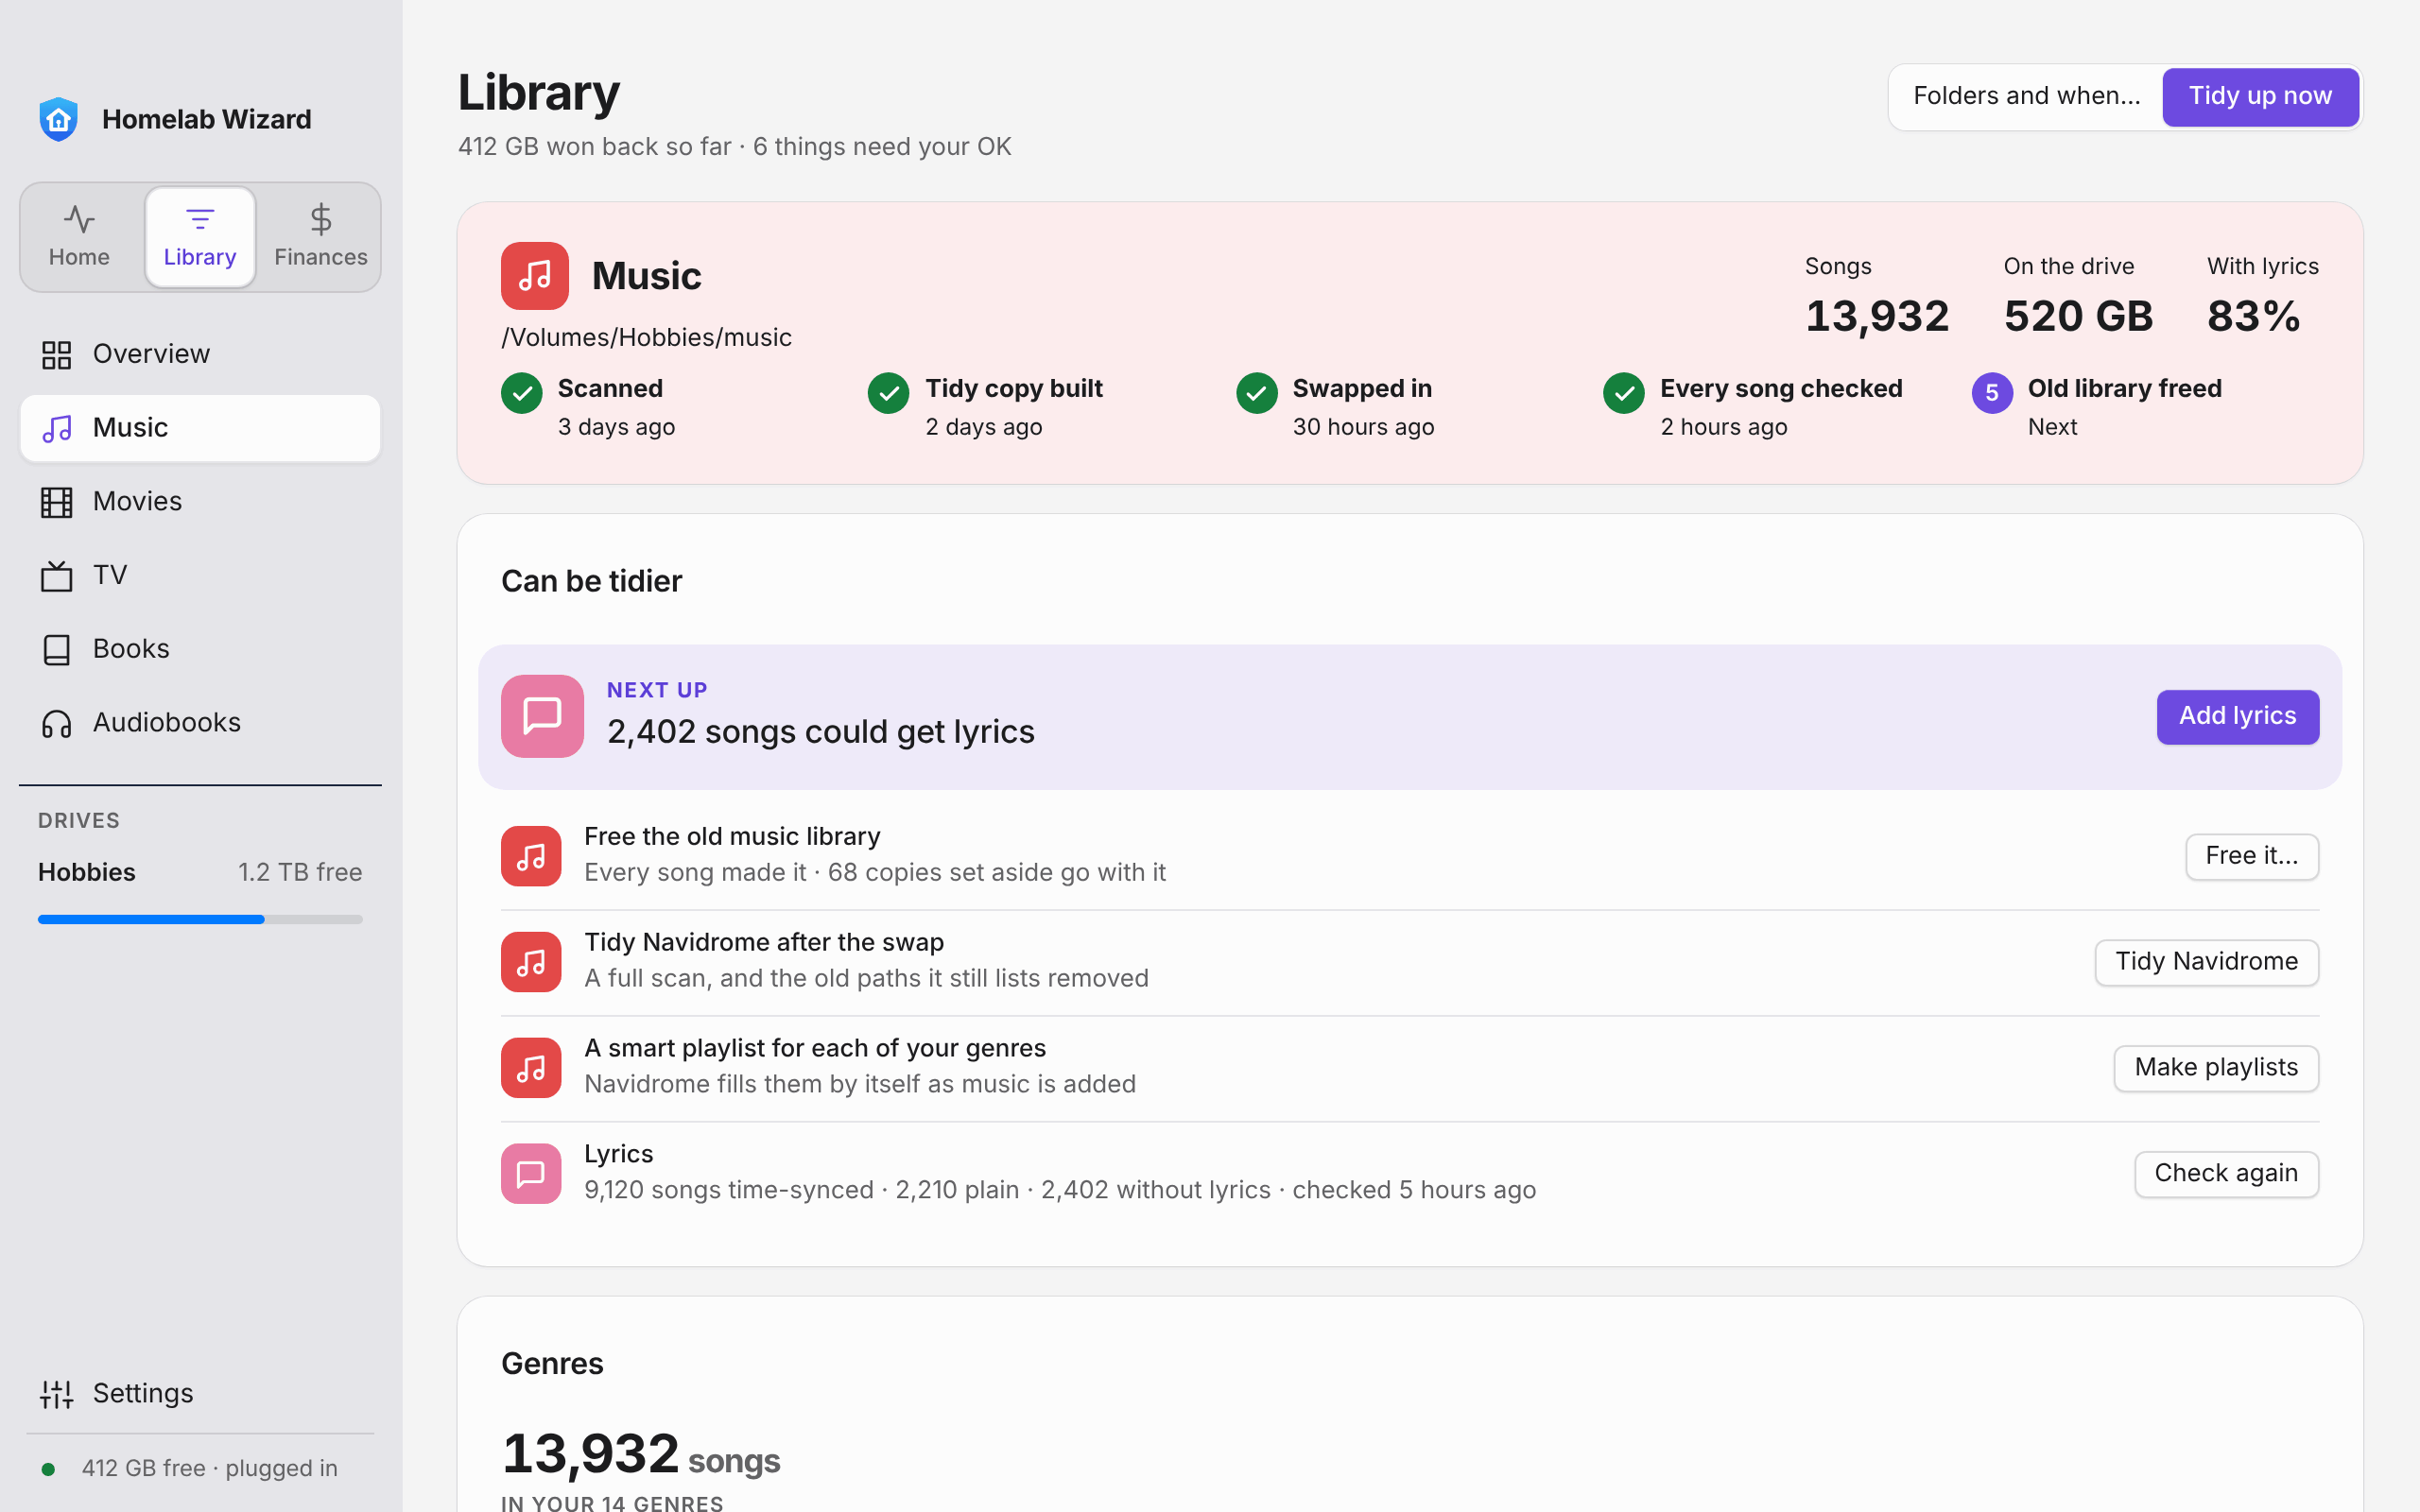 Homelab Wizard
Home
Library
Finances
Overview
Music
Movies
TV
Books
Audiobooks
DRIVES
Hobbies 1.2 TB free
Settings
412 GB free · plugged in
Library
412 GB won back so far · 6 things need your OK
Folders and when...
Tidy up now
Music
/Volumes/Hobbies/music
Songs
13,932
On the drive
520 GB
With lyrics
83%
Scanned
3 days ago
Tidy copy built
2 days ago
Swapped in
30 hours ago
Every song checked
2 hours ago
5
Old library freed
Next
Can be tidier
NEXT UP
2,402 songs could get lyrics
Add lyrics
Free the old music library
Every song made it · 68 copies set aside go with it
Free it...
Tidy Navidrome after the swap
A full scan, and the old paths it still lists removed
Tidy Navidrome
A smart playlist for each of your genres
Navidrome fills them by itself as music is added
Make playlists
Lyrics
9,120 songs time-synced · 2,210 plain · 2,402 without lyrics · checked 5 hours ago
Check again
Genres
13,932 songs
IN YOUR 14 GENRES